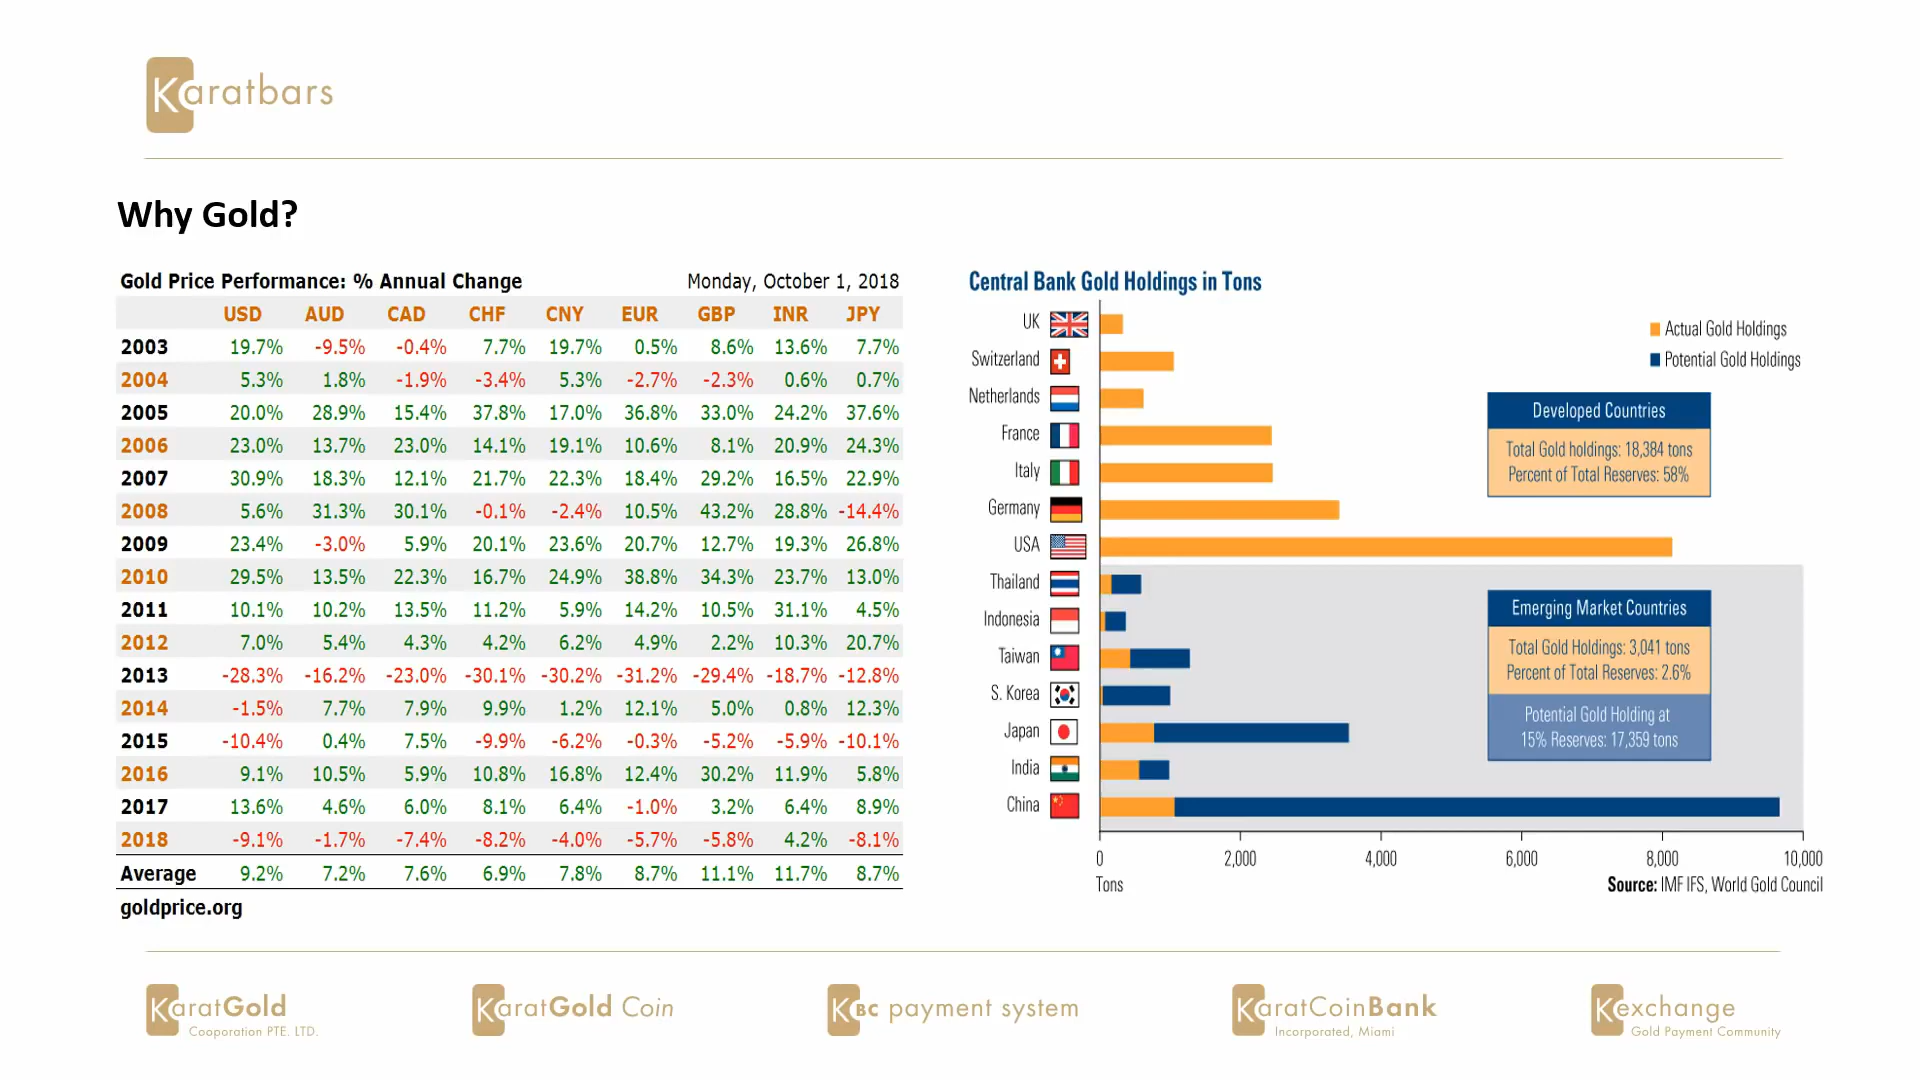 Karatbars
Why Gold?
Gold Price Performance: % Annual Change Monday, October 1, 2018
USD AUD CAD CHF CNY EUR GBP INR JPY
2003 19.7% -9.5% -0.4% 7.7% 19.7% 0.5% 8.6% 13.6% 7.7%
2004 5.3% 1.8% -1.9% -3.4% 5.3% -2.7% -2.3% 0.6% 0.7%
2005 20.0% 28.9% 15.4% 37.8% 17.0% 36.8% 33.0% 24.2% 37.6%
2006 23.0% 13.7% 23.0% 14.1% 19.1% 10.6% 8.1% 20.9% 24.3%
2007 30.9% 18.3% 12.1% 21.7% 22.3% 18.4% 29.2% 16.5% 22.9%
2008 5.6% 31.3% 30.1% -0.1% -2.4% 10.5% 43.2% 28.8% -14.4%
2009 23.4% -3.0% 5.9% 20.1% 23.6% 20.7% 12.7% 19.3% 26.8%
2010 29.5% 13.5% 22.3% 16.7% 24.9% 38.8% 34.3% 23.7% 13.0%
2011 10.1% 10.2% 13.5% 11.2% 5.9% 14.2% 10.5% 31.1% 4.5%
2012 7.0% 5.4% 4.3% 4.2% 6.2% 4.9% 2.2% 10.3% 20.7%
2013 -28.3% -16.2% -23.0% -30.1% -30.2% -31.2% -29.4% -18.7% -12.8%
2014 -1.5% 7.7% 7.9% 9.9% 1.2% 12.1% 5.0% 0.8% 12.3%
2015 -10.4% 0.4% 7.5% -9.9% -6.2% -0.3% -5.2% -5.9% -10.1%
2016 9.1% 10.5% 5.9% 10.8% 16.8% 12.4% 30.2% 11.9% 5.8%
2017 13.6% 4.6% 6.0% 8.1% 6.4% -1.0% 3.2% 6.4% 8.9%
2018 -9.1% -1.7% -7.4% -8.2% -4.0% -5.7% -5.8% 4.2% -8.1%
Average 9.2% 7.2% 7.6% 6.9% 7.8% 8.7% 11.1% 11.7% 8.7%
goldprice.org
Central Bank Gold Holdings in Tons
Actual Gold Holdings
Potential Gold Holdings
UK
Switzerland
Netherlands
France
Italy
Germany
USA
Thailand
Indonesia
Taiwan
S. Korea
Japan
India
China
Developed Countries
Total Gold holdings: 18,384 tons
Percent of Total Reserves: 58%
Emerging Market Countries
Total Gold Holdings: 3,041 tons
Percent of Total Reserves: 2.6%
Potential Gold Holding at
15% Reserves: 17,359 tons
0 2,000 4,000 6,000 8,000 10,000
Tons
Source: IMF IFS, World Gold Council
KaratGold
Cooporation PTE. LTD.
KaratGold Coin
KBC payment system
KaratCoinBank
Incorporated, Miami
Kexchange
Gold Payment Community